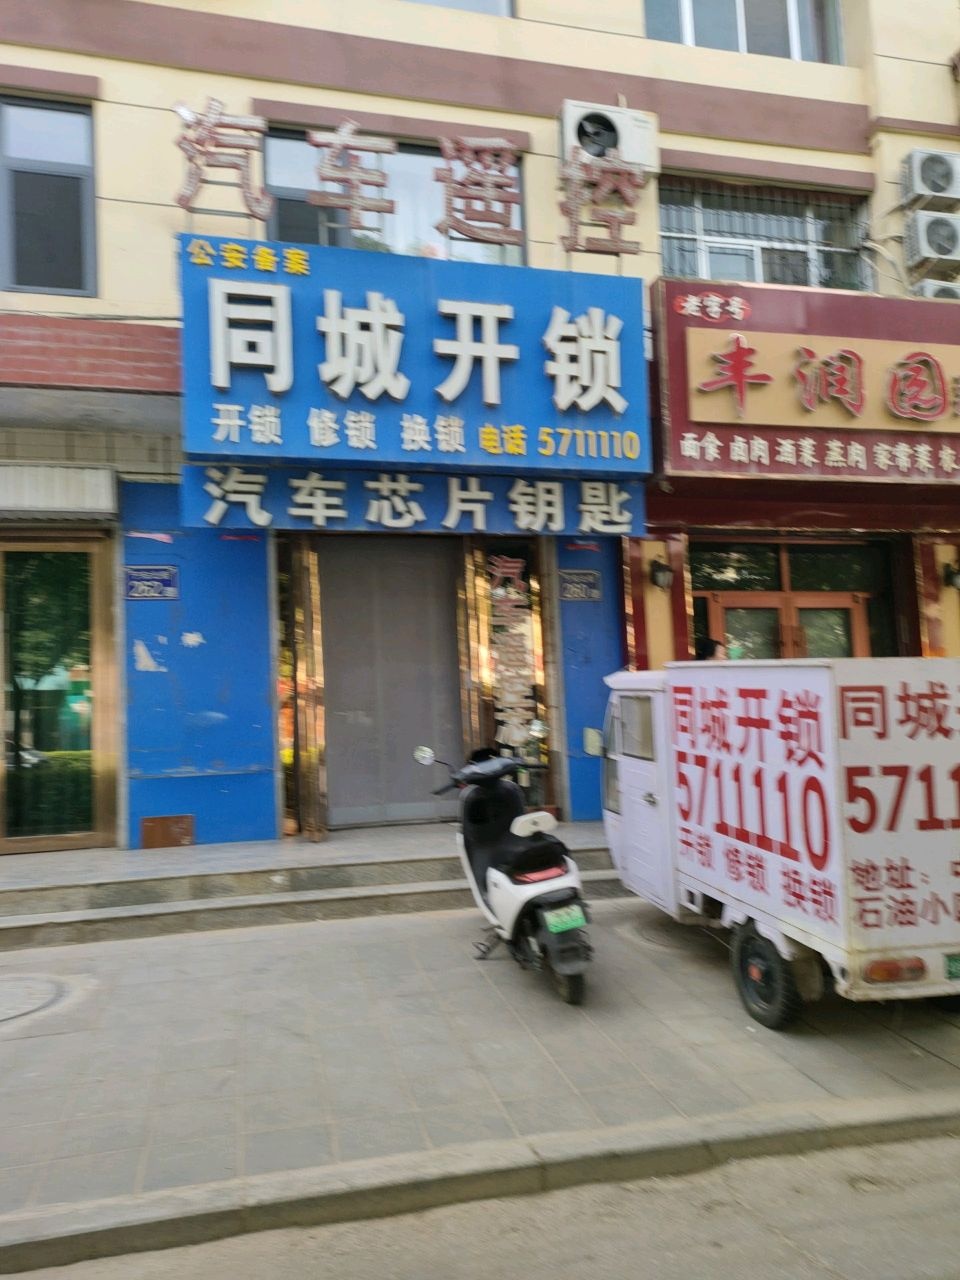 汽车遥控
公安备案
同城开锁
开锁 修锁 换锁 电话 5711110
汽车芯片钥匙
老字号
丰润园
面食 卤肉 酒菜 蒸肉 家常菜
汽车
同城开锁
5711110
开锁 修锁 换锁
同城
5711
地址：
石油小